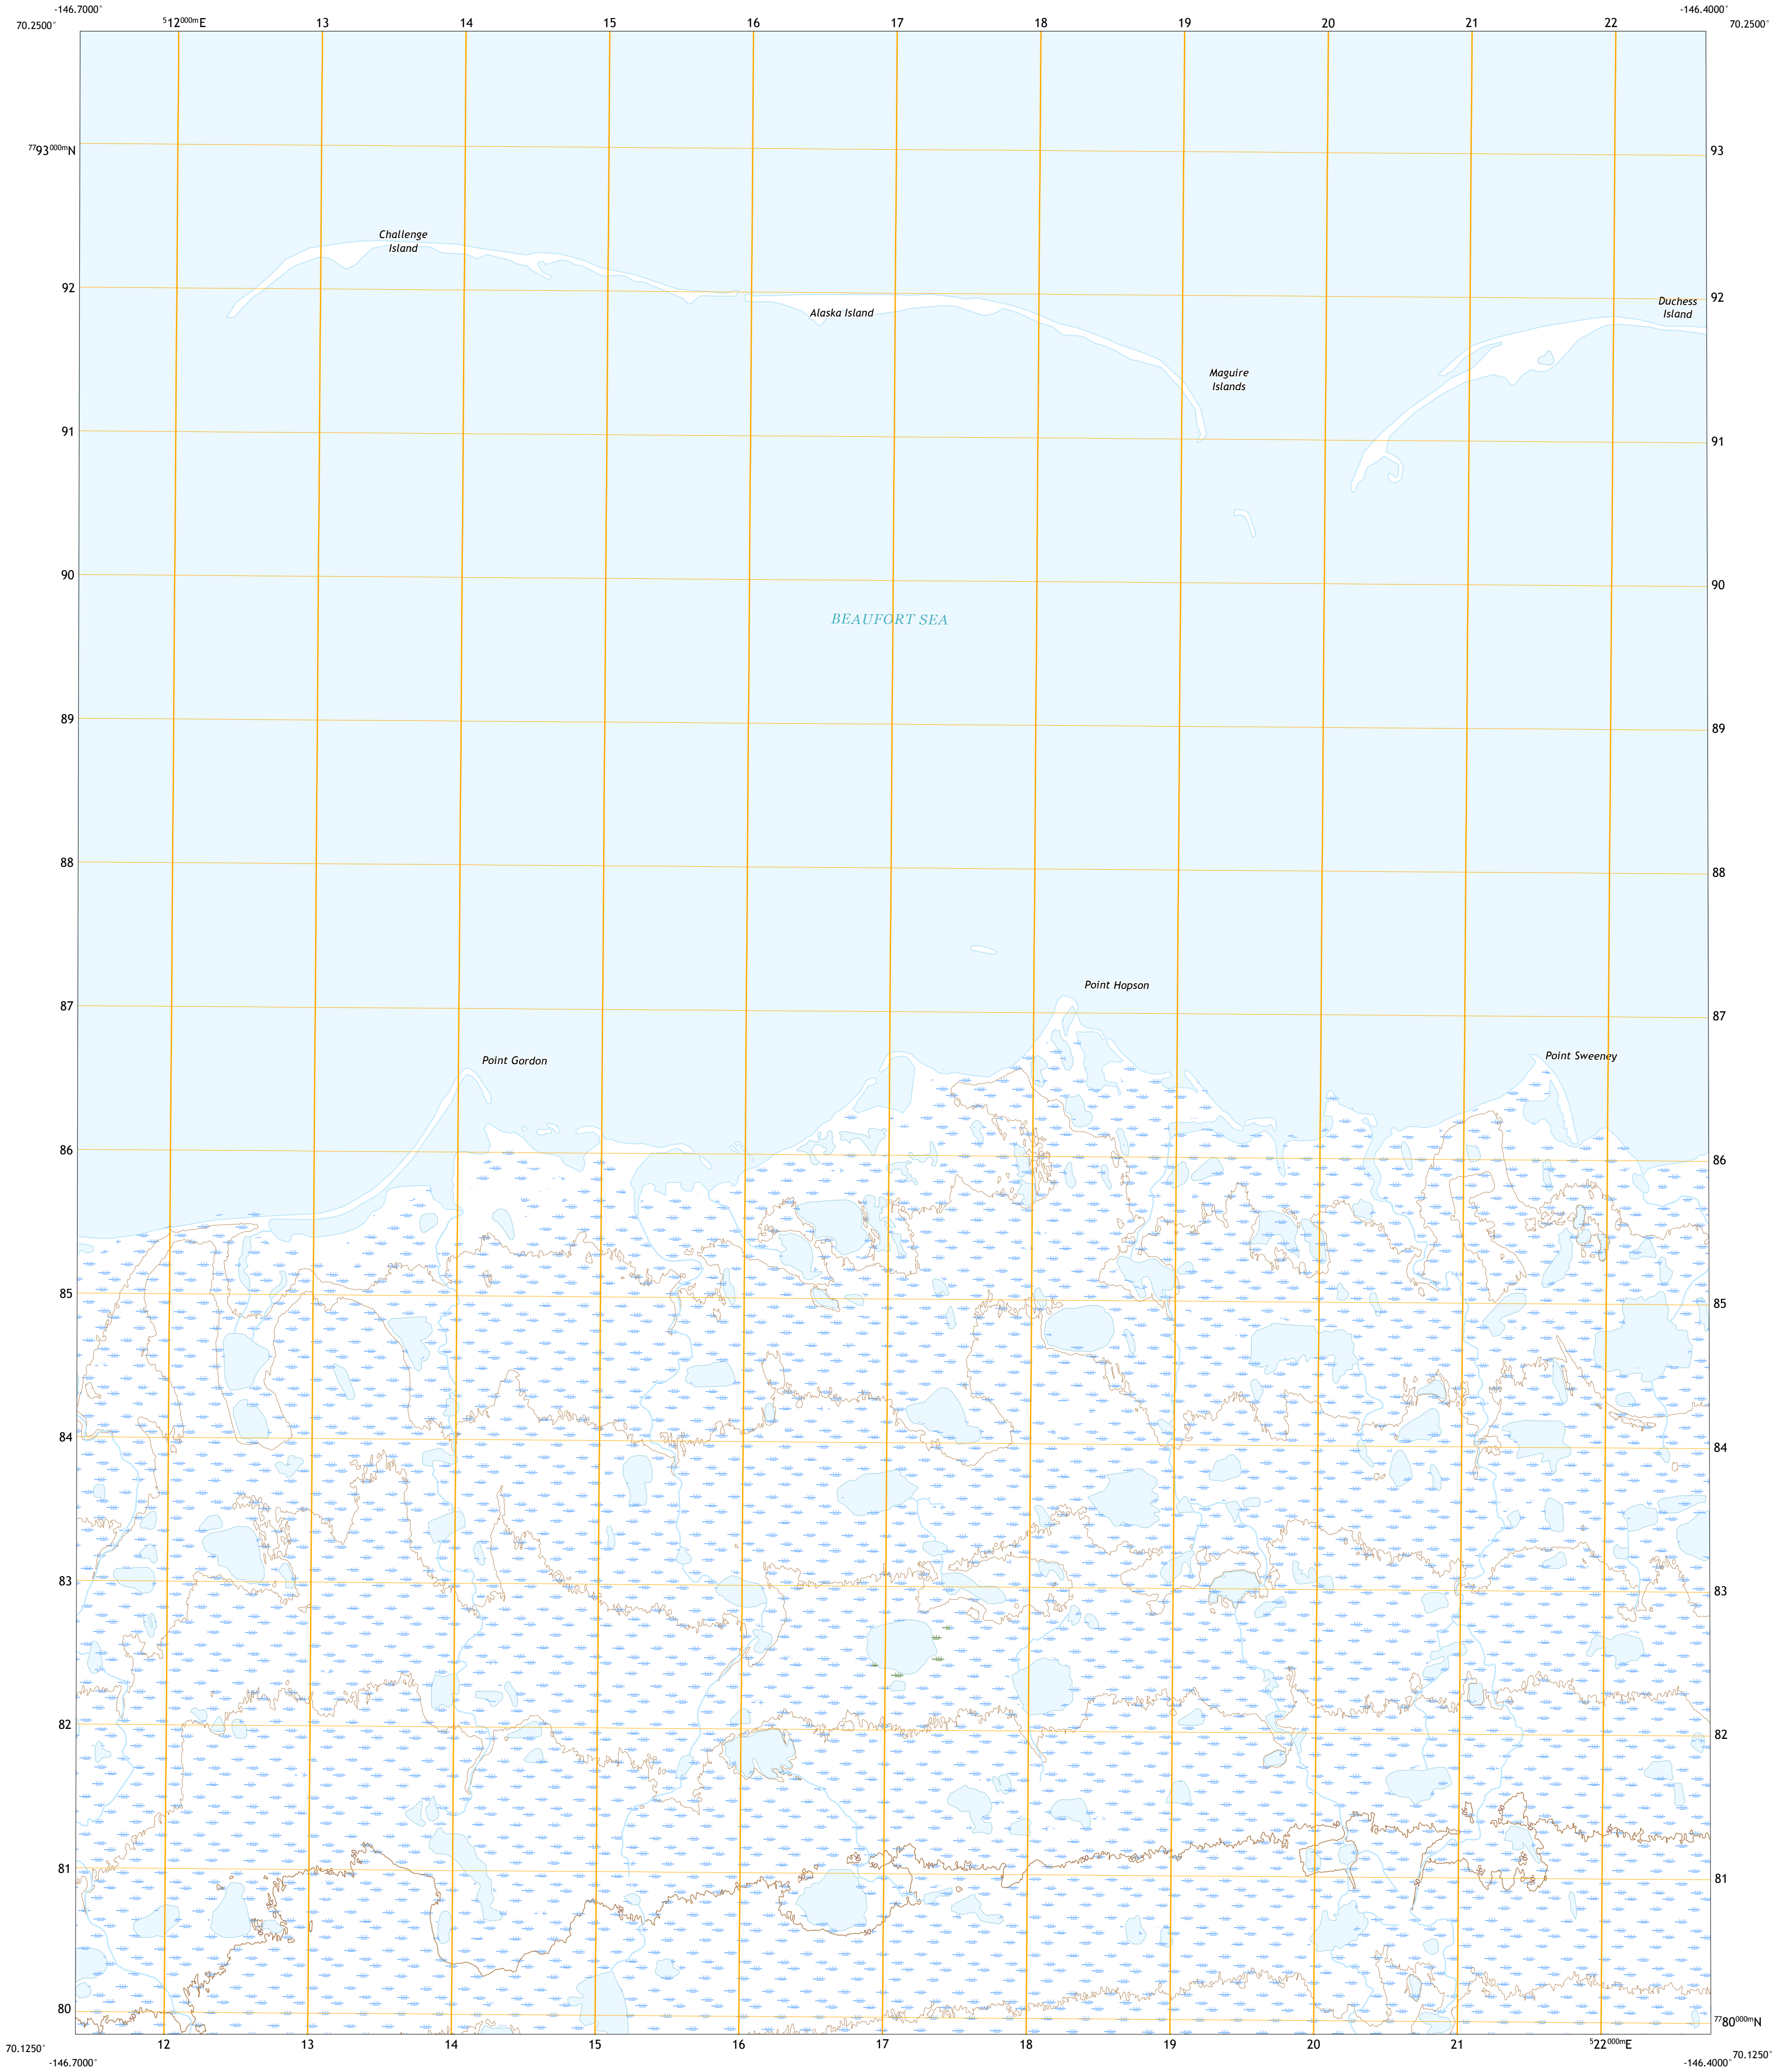 -146.7000° -146.4000°
70.2500° 512000mE 13 14 15 16 17 18 19 20 21 22 70.2500°
7793000mN 93
Challenge
Island
92 92
Duchess
Island
Alaska Island
Maguire
Islands
91 91
90 90
BEAUFORT SEA
89 89
88 88
Point Hopson
87 87
Point Gordon
Point Sweeney
86 86
85 85
84 84
83 83
82 82
81 81
50
80 7780000mN
12 13 14 15 16 17 18 19 20 21 522000mE
70.1250° 70.1250°
-146.7000° -146.4000°